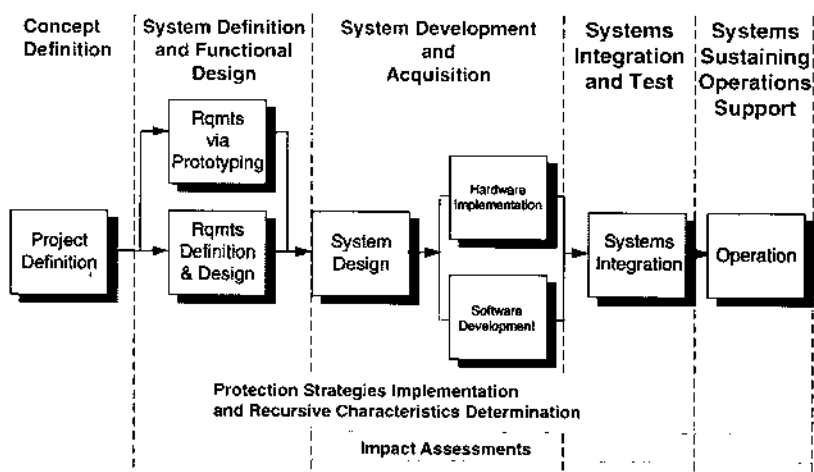 Concept
Definition
System Definition
and Functional
Design
System Development
and
Acquisition
Systems
Integration
and Test
Systems
Sustaining
Operations
Support
Rqmts
via
Prototyping
Project
Definition
Rqmts
Definition
& Design
System
Design
Hardware
Implementation
Software
Development
Systems
Integration
Operation
Protection Strategies Implementation
and Recursive Characteristics Determination
Impact Assessments